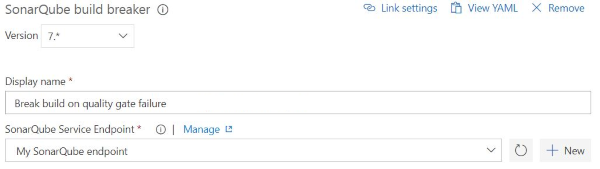 SonarQube build breaker Link settings View YAML Remove
Version 7.*
Display name *
Break build on quality gate failure
SonarQube Service Endpoint * | Manage
My SonarQube endpoint New